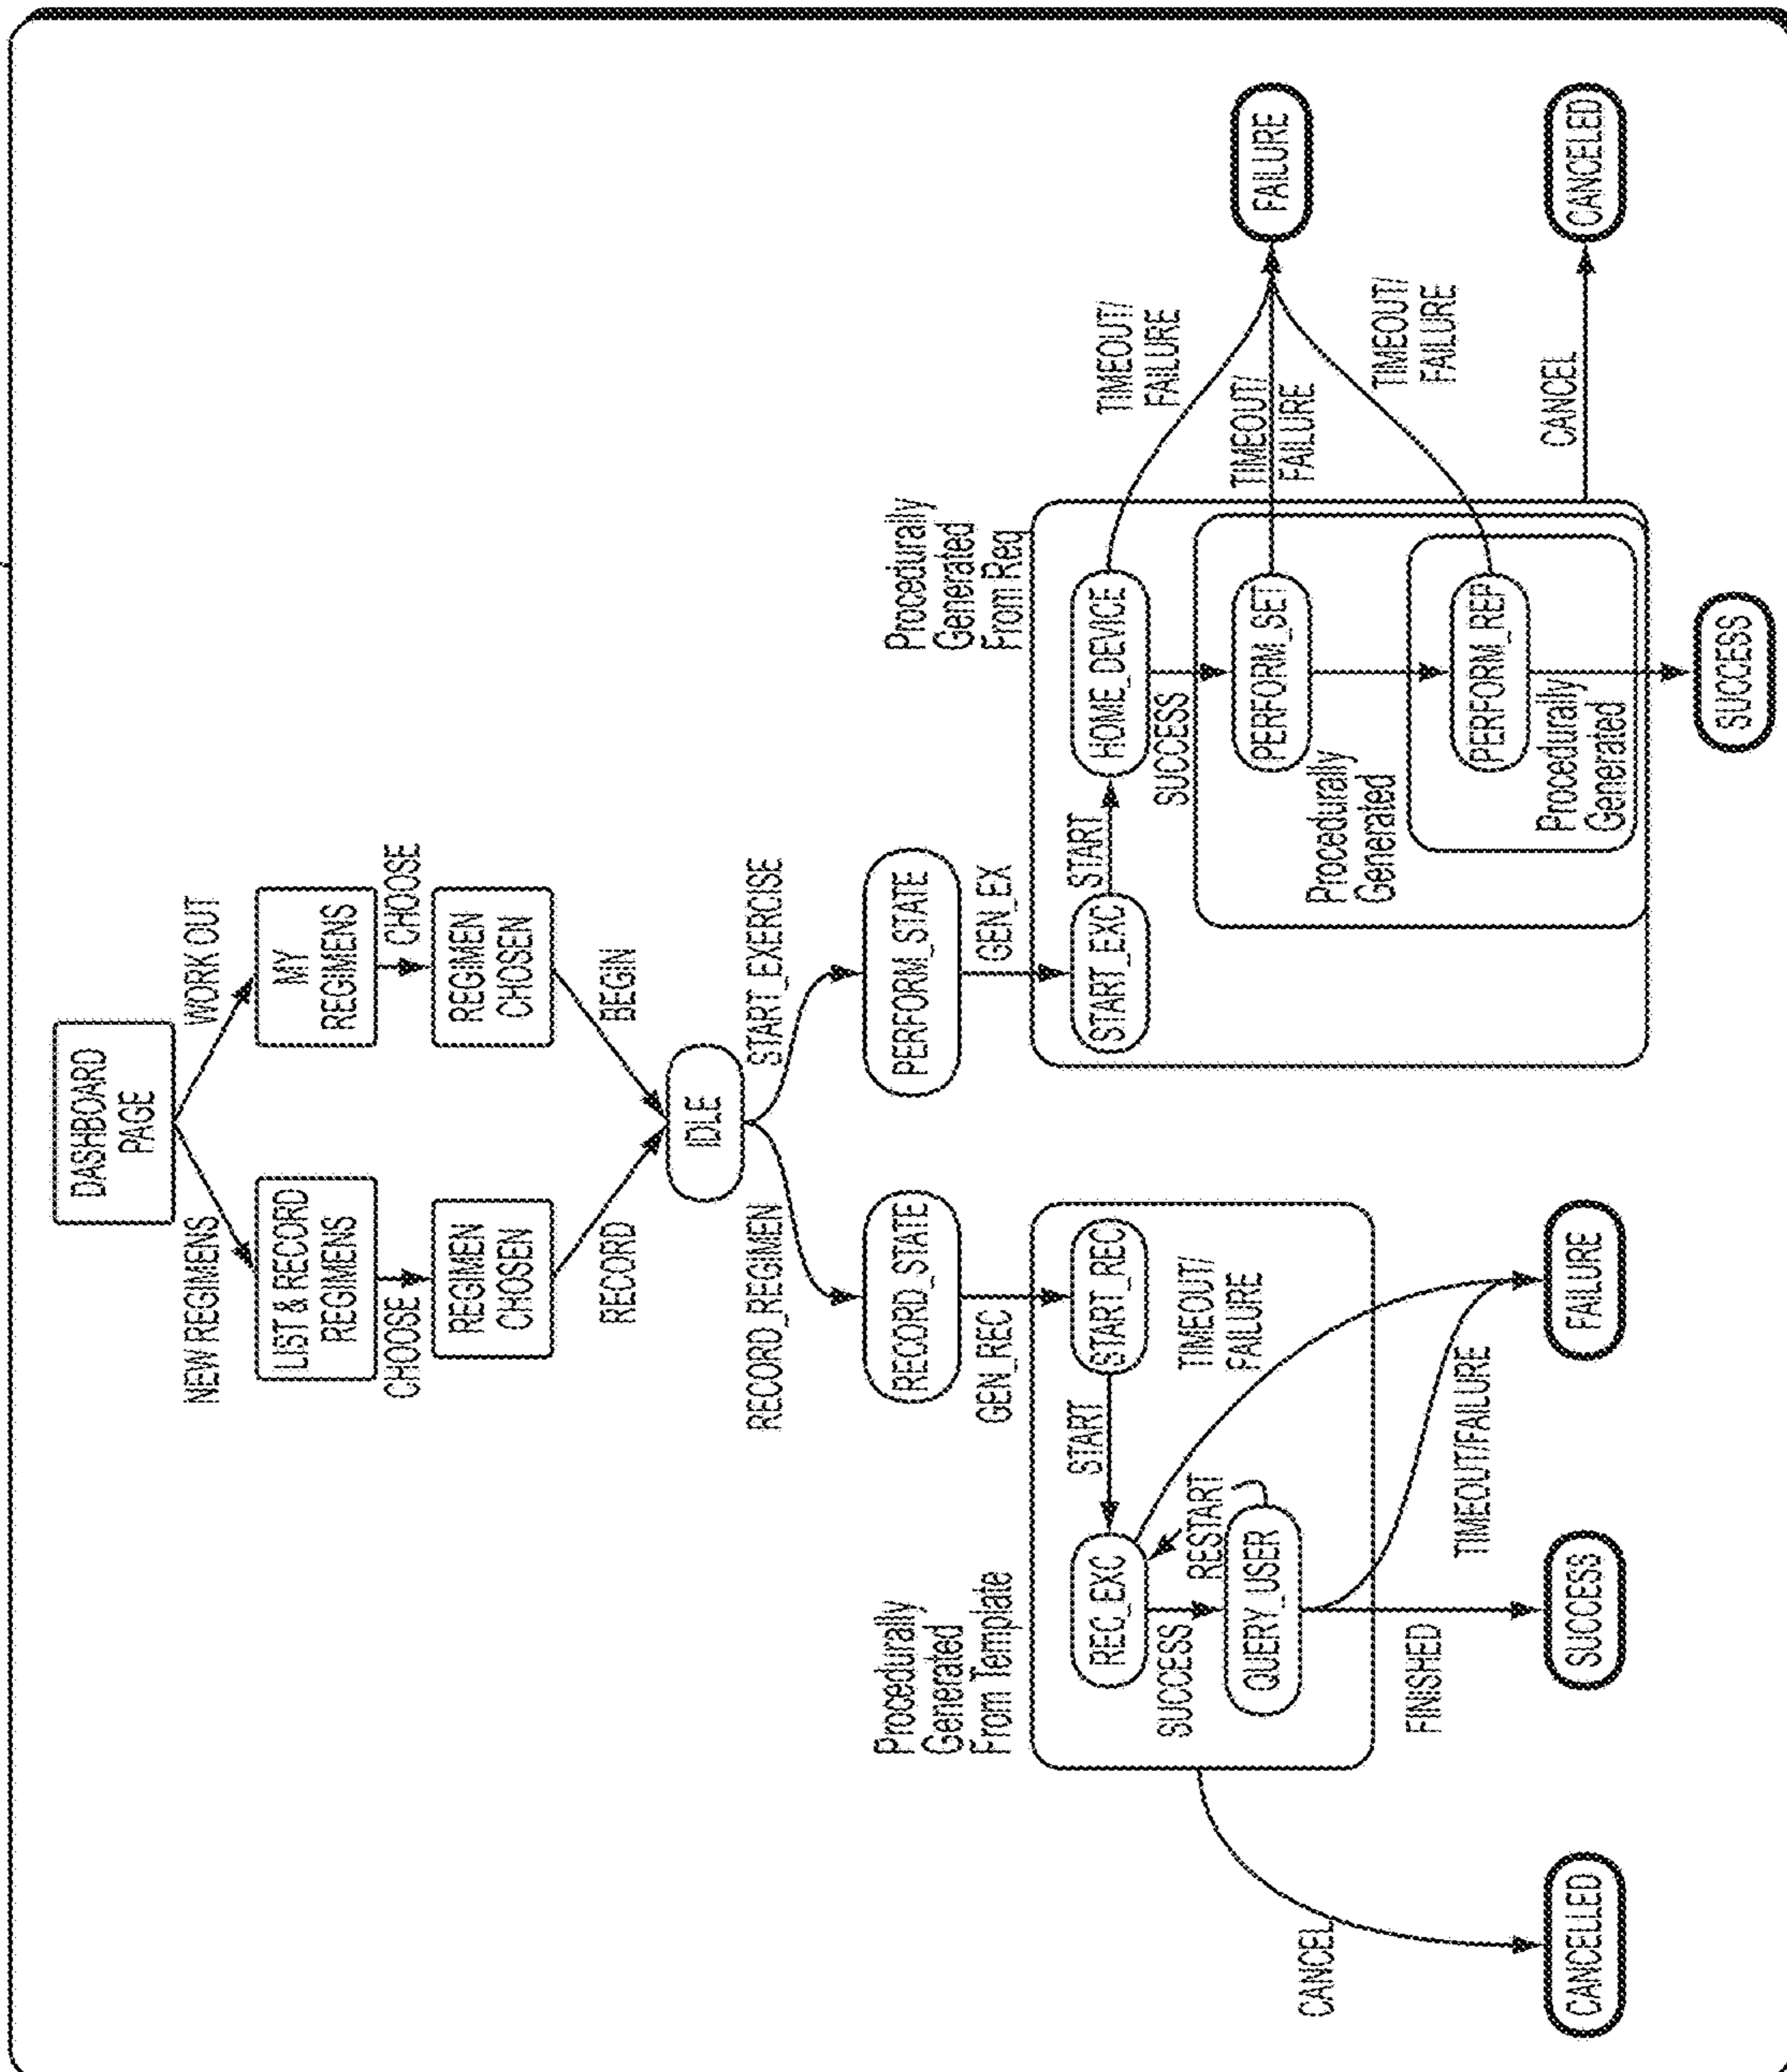 DASHBOARD
PAGE
NEW REGIMENS
WORK OUT
LIST & RECORD
REGIMENS
MY
REGIMENS
CHOOSE
CHOOSE
REGIMEN
CHOSEN
REGIMEN
CHOSEN
RECORD
BEGIN
IDLE
RECORD_REGIMEN
START_EXERCISE
RECORD_STATE
PERFORM_STATE
GEN_REC
GEN_EX
Procedurally
Generated
From Template
START_REC
START
REC_EXC
SUCCESS
RESTART
QUERY_USER
TIMEOUT/
FAILURE
TIMEOUT/FAILURE
FINISHED
CANCEL
CANCELLED
SUCCESS
FAILURE
Procedurally
Generated
From Req
START_EXC
START
HOME_DEVICE
SUCCESS
PERFORM_SET
Procedurally
Generated
PERFORM_REP
Procedurally
Generated
TIMEOUT/
FAILURE
TIMEOUT/
FAILURE
TIMEOUT/
FAILURE
FAILURE
CANCEL
CANCELED
SUCCESS